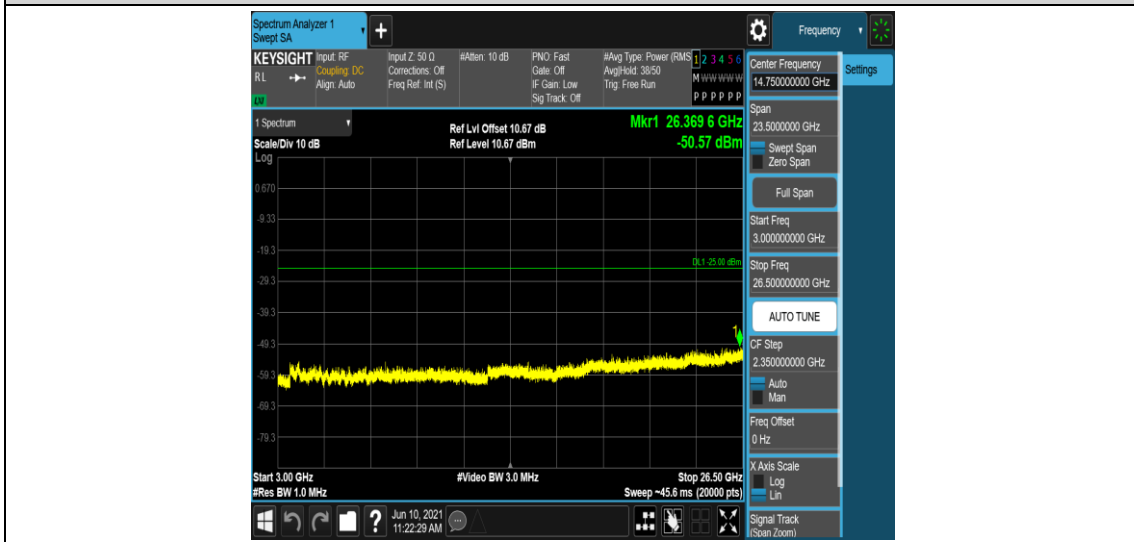 Spectrum Analyzer 1
Swept SA
+
Frequency
KEYSIGHT
RL
LXI
Input: RF
Coupling: DC
Align: Auto
Input Z: 50 Ω
Corrections: Off
Freq Ref: Int (S)
#Atten: 10 dB
PNO: Fast
Gate: Off
IF Gain: Low
Sig Track: Off
#Avg Type: Power (RMS
Avg|Hold: 38/50
Trig: Free Run
1 2 3 4 5 6
M W W W W W
P P P P P P
1 Spectrum
Scale/Div 10 dB
Log
Ref Lvl Offset 10.67 dB
Ref Level 10.67 dBm
Mkr1 26.369 6 GHz
-50.57 dBm
0.670
-9.33
-19.3
DL1 -25.00 dBm
-29.3
-39.3
1
-49.3
-59.3
-69.3
-79.3
Start 3.00 GHz
#Video BW 3.0 MHz
Stop 26.50 GHz
#Res BW 1.0 MHz
Sweep ~45.6 ms (20000 pts)
Center Frequency
14.750000000 GHz
Settings
Span
23.5000000 GHz
Swept Span
Zero Span
Full Span
Start Freq
3.000000000 GHz
Stop Freq
26.500000000 GHz
AUTO TUNE
CF Step
2.350000000 GHz
Auto
Man
Freq Offset
0 Hz
X Axis Scale
Log
Lin
Signal Track
(Span Zoom)
?
Jun 10, 2021
11:22:29 AM